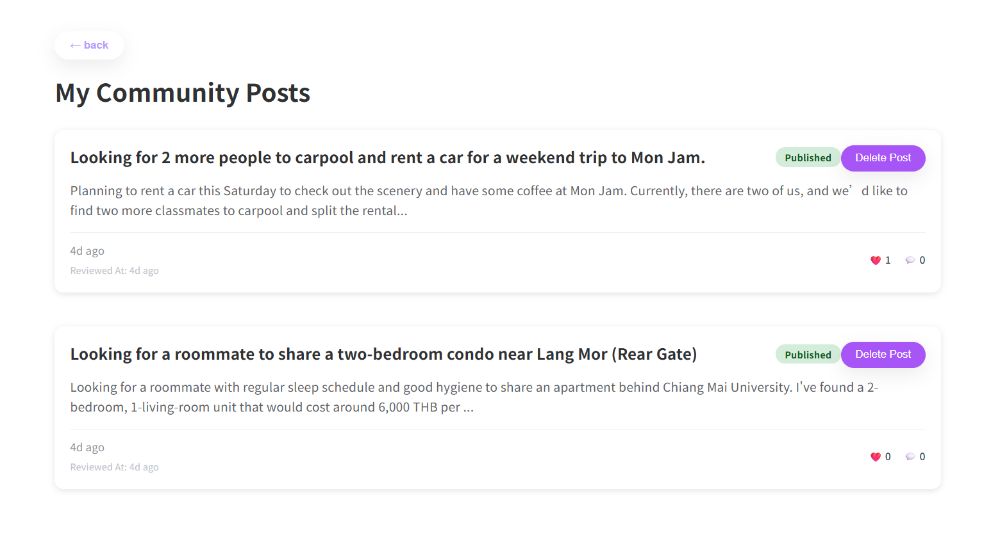 ← back
My Community Posts
Looking for 2 more people to carpool and rent a car for a weekend trip to Mon Jam.
Published
Delete Post
Planning to rent a car this Saturday to check out the scenery and have some coffee at Mon Jam. Currently, there are two of us, and we’d like to
find two more classmates to carpool and split the rental...
4d ago
Reviewed At: 4d ago
❤️ 1
💬 0
Looking for a roommate to share a two-bedroom condo near Lang Mor (Rear Gate)
Published
Delete Post
Looking for a roommate with regular sleep schedule and good hygiene to share an apartment behind Chiang Mai University. I've found a 2-
bedroom, 1-living-room unit that would cost around 6,000 THB per ...
4d ago
Reviewed At: 4d ago
❤️ 0
💬 0